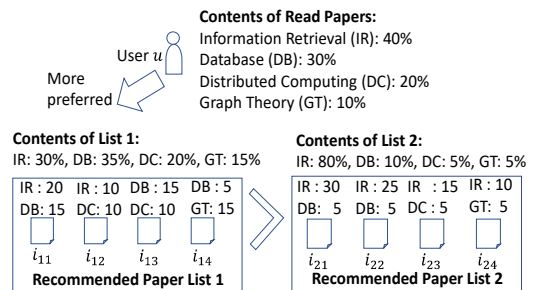 Contents of Read Papers:
Information Retrieval (IR): 40%
Database (DB): 30%
Distributed Computing (DC): 20%
Graph Theory (GT): 10%
User u
More
preferred
Contents of List 1:
IR: 30%, DB: 35%, DC: 20%, GT: 15%
IR : 20 IR : 10 DB : 15 DB : 5
DB: 15 DC: 10 DC: 10 GT: 15
i11 i12 i13 i14
Recommended Paper List 1
Contents of List 2:
IR: 80%, DB: 10%, DC: 5%, GT: 5%
IR : 30 IR : 25 IR : 15 IR : 10
DB: 5 DB: 5 DC : 5 GT: 5
i21 i22 i23 i24
Recommended Paper List 2